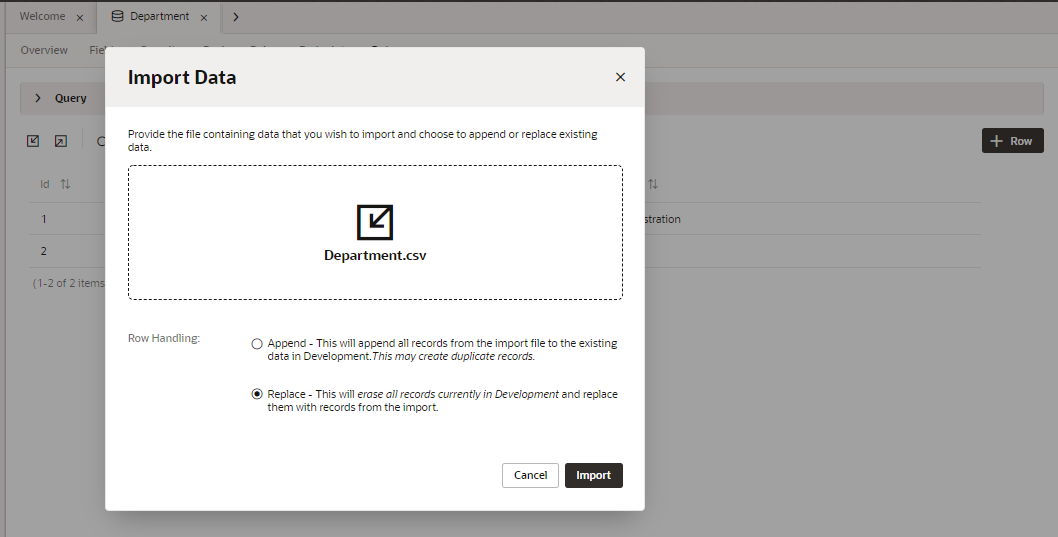 Welcome
Department
Overview
Import Data
Query
Provide the file containing data that you wish to import and choose to append or replace existing
data.
Row
Id
Department.csv
1
stration
2
(1-2 of 2 items
Row Handling:
Append - This will append all records from the import file to the existing
data in Development.This may create duplicate records.
Replace - This will erase all records currently in Development and replace
them with records from the import.
Cancel
Import